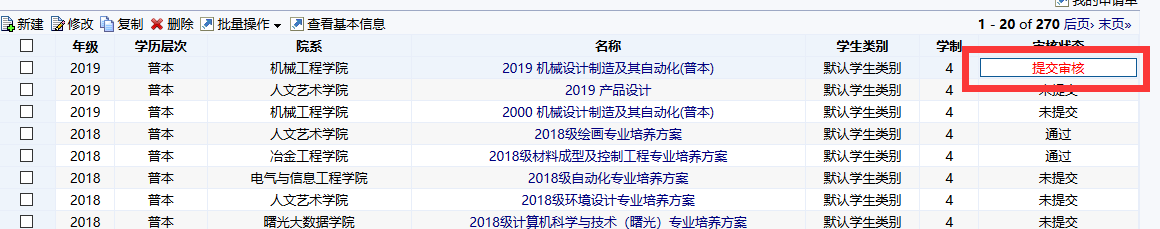 我的申请单
新建 修改 复制 删除 批量操作 查看基本信息 1 - 20 of 270 后页› 末页»
年级 学历层次 院系 名称 学生类别 学制 审核状态
2019 普本 机械工程学院 2019 机械设计制造及其自动化(普本) 默认学生类别 4 提交审核
2019 普本 人文艺术学院 2019 产品设计 默认学生类别 4 未提交
2019 普本 机械工程学院 2000 机械设计制造及其自动化(普本) 默认学生类别 4 未提交
2018 普本 人文艺术学院 2018级绘画专业培养方案 默认学生类别 4 通过
2018 普本 冶金工程学院 2018级材料成型及控制工程专业培养方案 默认学生类别 4 通过
2018 普本 电气与信息工程学院 2018级自动化专业培养方案 默认学生类别 4 未提交
2018 普本 人文艺术学院 2018级环境设计专业培养方案 默认学生类别 4 未提交
2018 普本 曙光大数据学院 2018级计算机科学与技术（曙光）专业培养方案 默认学生类别 4 未提交